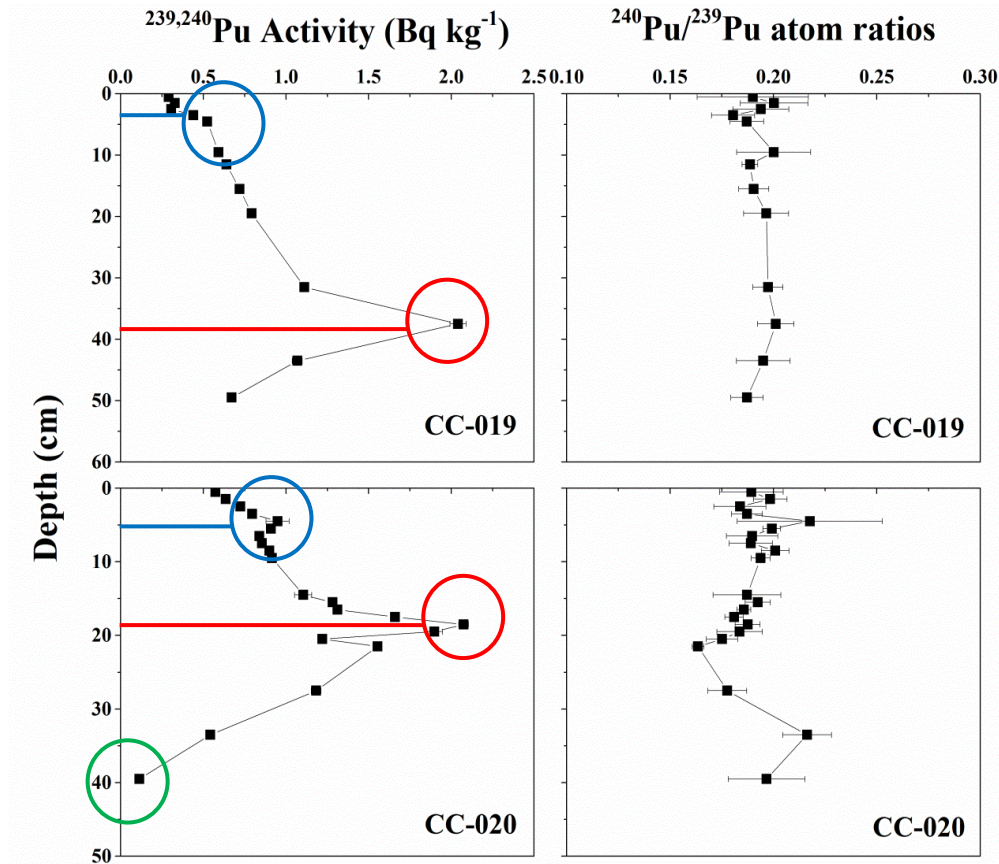 ²³⁹,²⁴⁰Pu Activity (Bq kg⁻¹)
²⁴⁰Pu/²³⁹Pu atom ratios
0.0 0.5 1.0 1.5 2.0 2.5
0.10 0.15 0.20 0.25 0.30
0
10
20
30
40
50
60
CC-019
CC-019
Depth (cm)
0
10
20
30
40
50
CC-020
CC-020